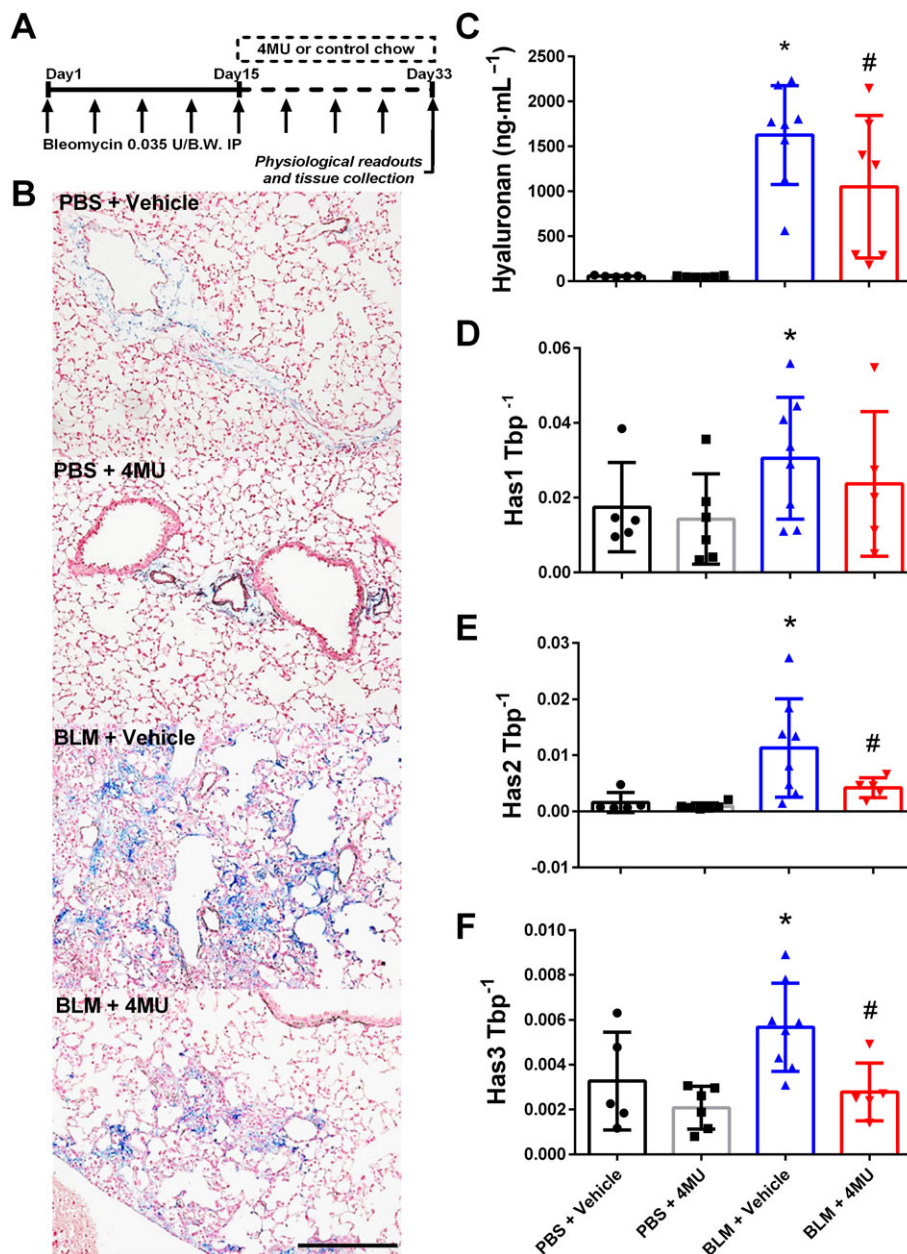 A
4MU or control chow
Day1
Day15
Day33
Bleomycin 0.035 U/B.W. IP
Physiological readouts
and tissue collection
B
PBS + Vehicle
PBS + 4MU
BLM + Vehicle
BLM + 4MU
C
Hyaluronan (ng·mL⁻¹)
2500
2000
1500
1000
500
0
*
#
D
Has1 Tbp⁻¹
0.06
0.04
0.02
0.00
*
E
Has2 Tbp⁻¹
0.04
0.03
0.02
0.01
0.00
-0.01
*
#
F
Has3 Tbp⁻¹
0.010
0.008
0.006
0.004
0.002
0.000
*
#
PBS + Vehicle
PBS + 4MU
BLM + Vehicle
BLM + 4MU